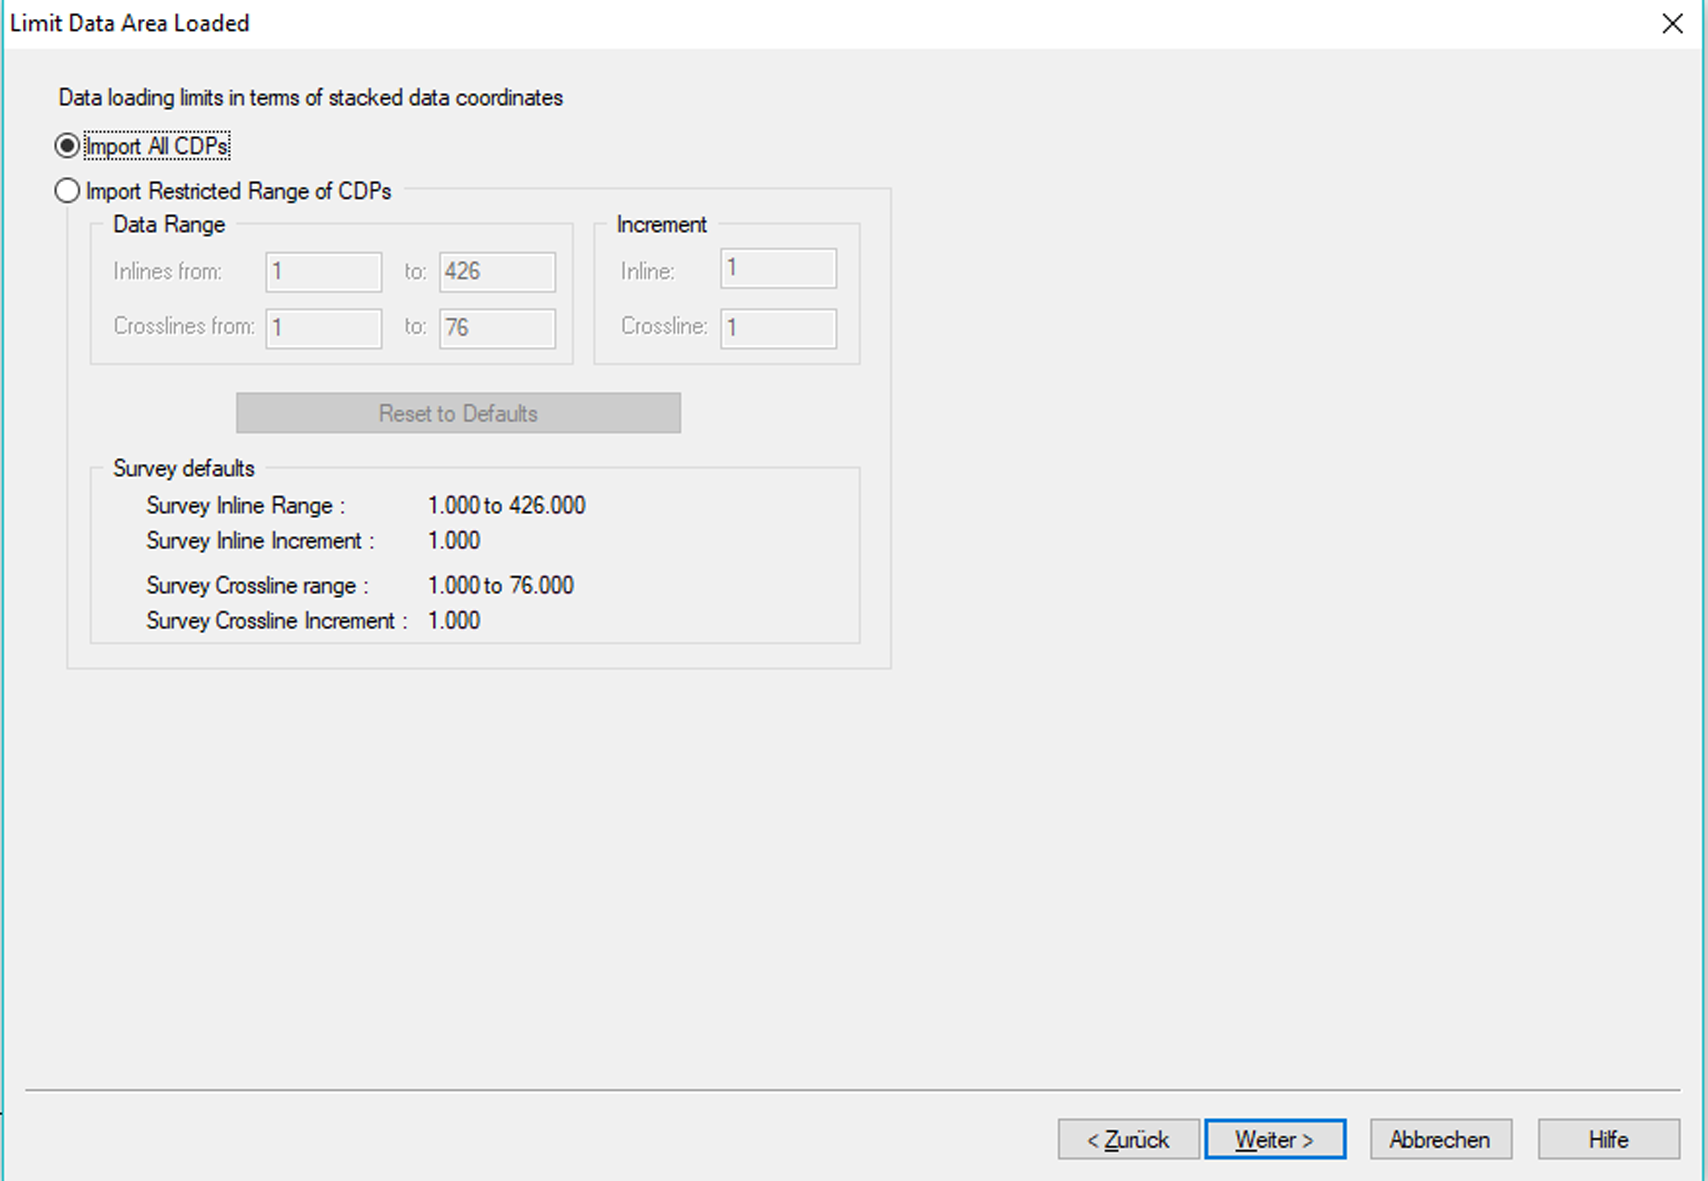 Limit Data Area Loaded
Data loading limits in terms of stacked data coordinates
Import All CDPs
Import Restricted Range of CDPs
Data Range
Increment
Inlines from: 1 to: 426
Inline: 1
Crosslines from: 1 to: 76
Crossline: 1
Reset to Defaults
Survey defaults
Survey Inline Range : 1.000 to 426.000
Survey Inline Increment : 1.000
Survey Crossline range : 1.000 to 76.000
Survey Crossline Increment : 1.000
< Zurück Weiter > Abbrechen Hilfe